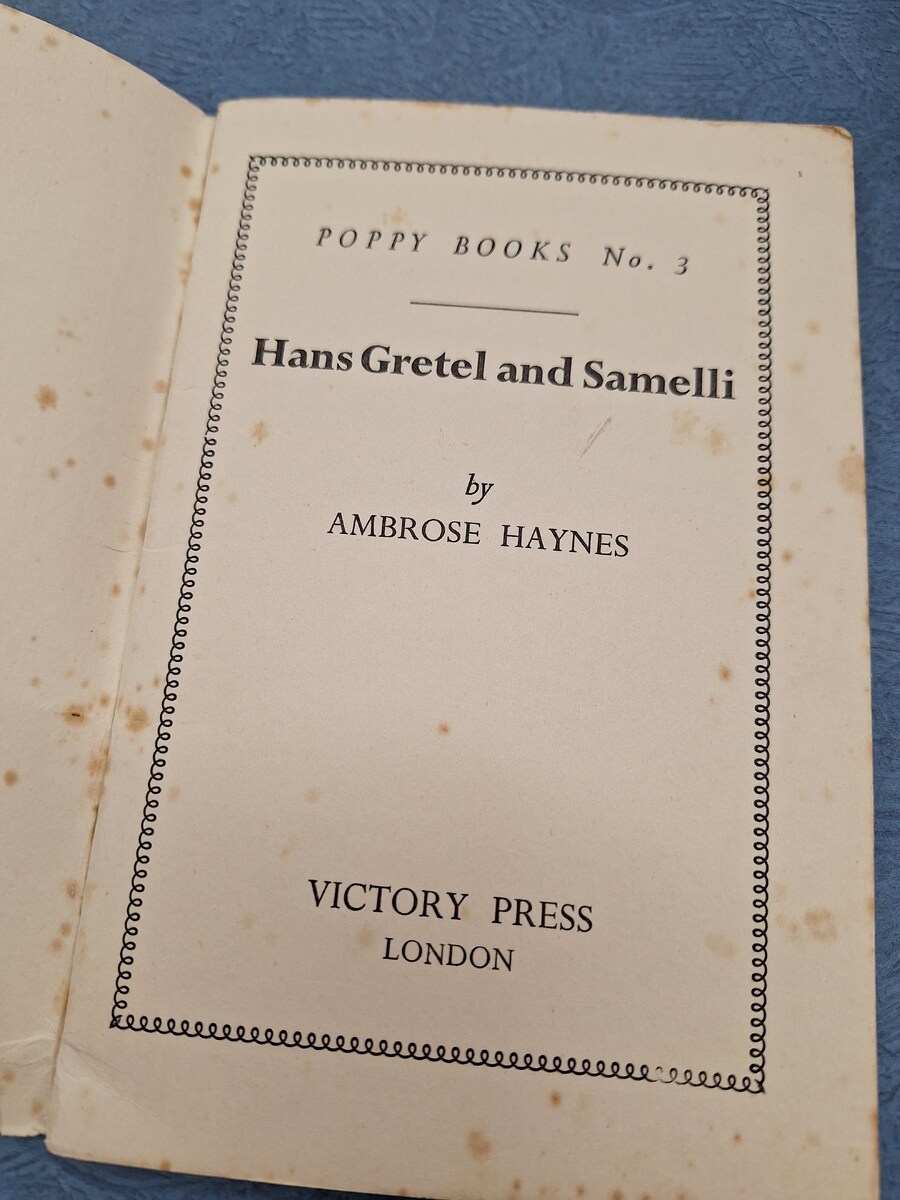 POPPY BOOKS No. 3
Hans Gretel and Samelli
by
AMBROSE HAYNES
VICTORY PRESS
LONDON